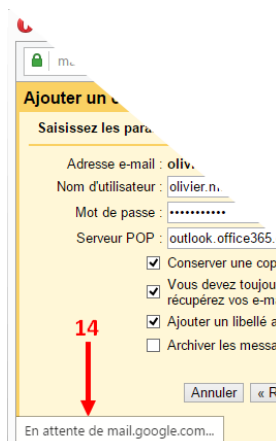 Ajouter un
Saisissez les
Adresse e-mail :
Nom d'utilisateur : olivier.n
Mot de passe : •••••••••••
Serveur POP : outlook.office365.
Conserver une cop
Vous devez toujou
récupérez vos e-ma
Ajouter un libellé a
Archiver les messa
14
Annuler « R
En attente de mail.google.com...